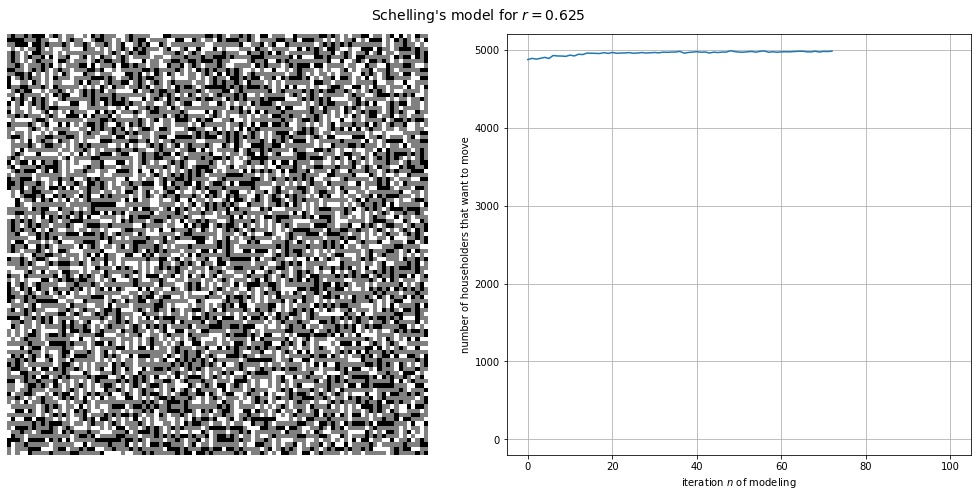 Schelling's model for r = 0.625
number of householders that want to move
5000
4000
3000
2000
1000
0
0 20 40 60 80 100
iteration n of modeling